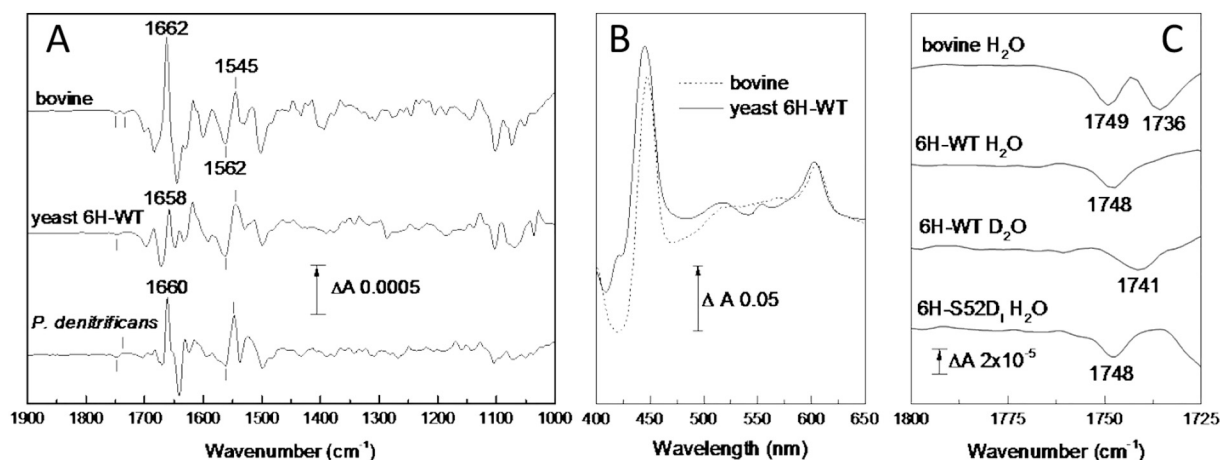 A
1662
1545
bovine
1562
1658
yeast 6H-WT
1660
ΔA 0.0005
P. denitrificans
1900 1800 1700 1600 1500 1400 1300 1200 1100 1000
Wavenumber (cm⁻¹)
B
bovine
yeast 6H-WT
Δ A 0.05
400 450 500 550 600 650
Wavelength (nm)
C
bovine H₂O
1749 1736
6H-WT H₂O
1748
6H-WT D₂O
1741
6H-S52D_I H₂O
ΔA 2x10⁻⁵
1748
1800 1775 1750 1725
Wavenumber (cm⁻¹)